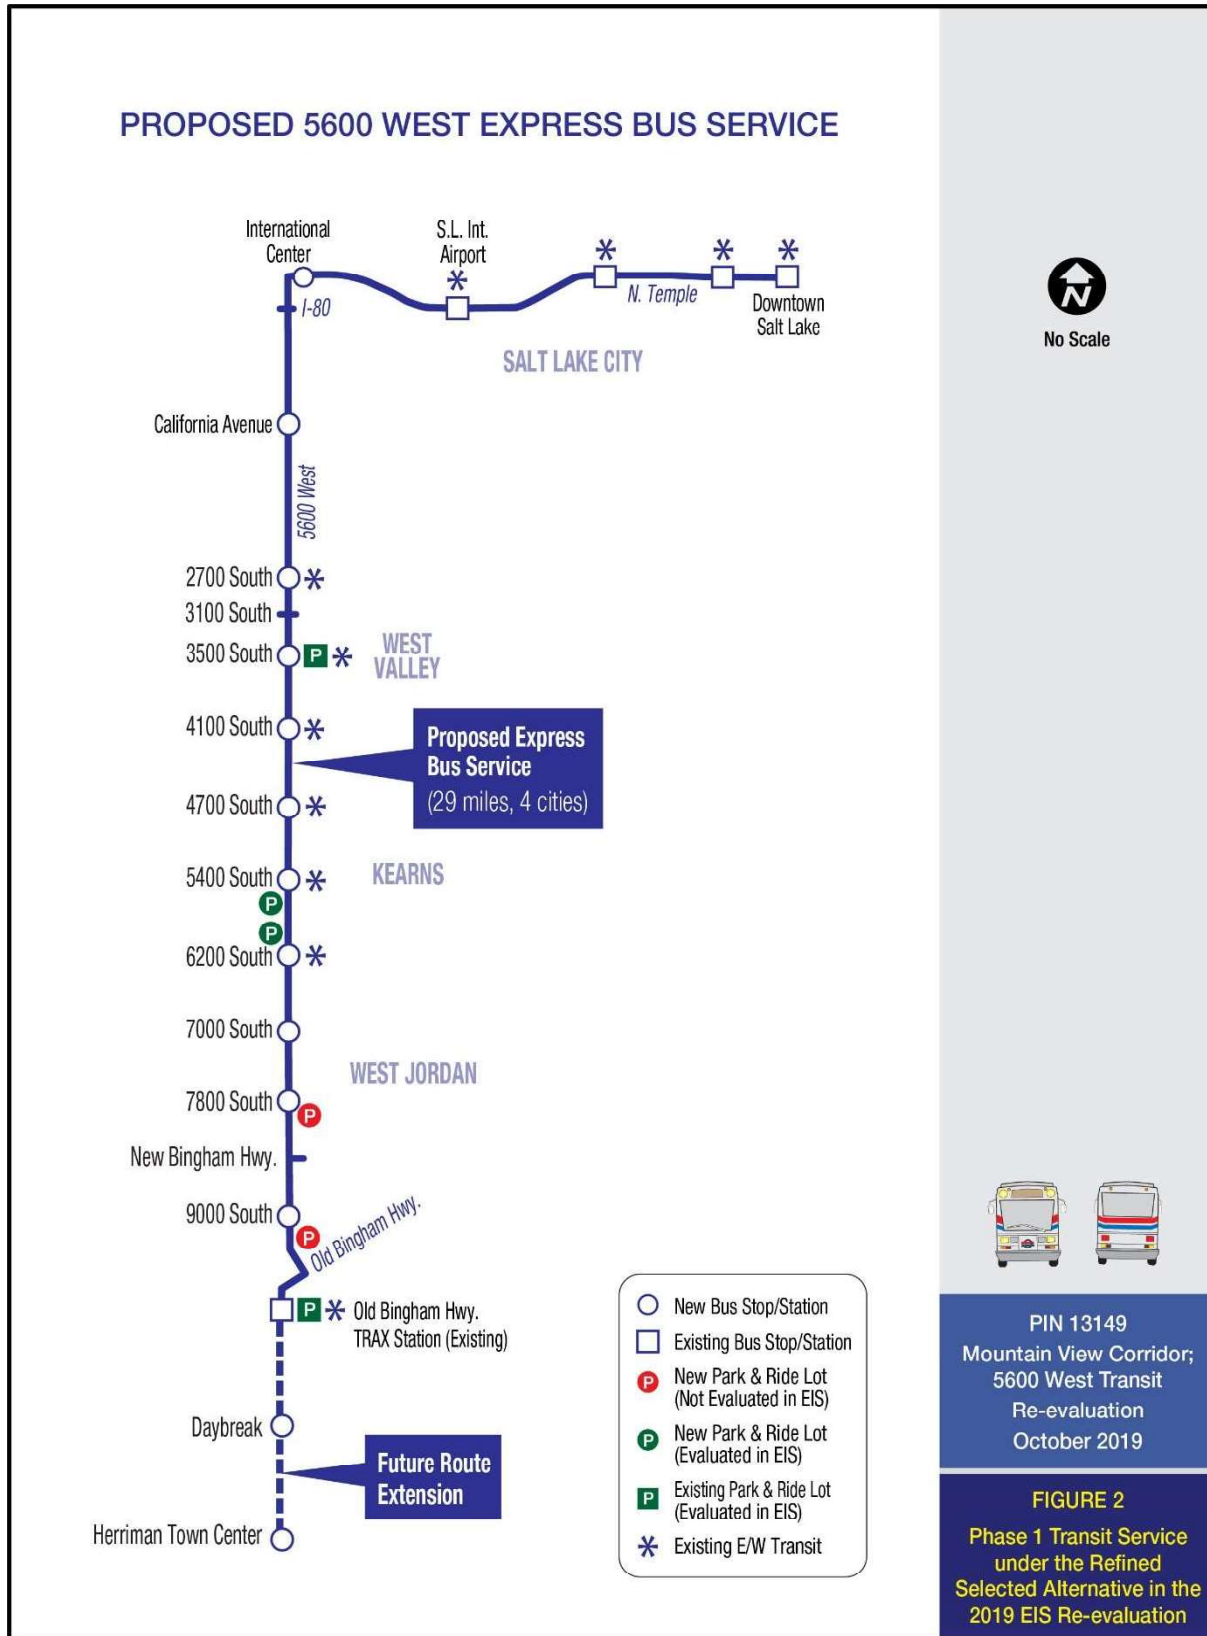 PROPOSED 5600 WEST EXPRESS BUS SERVICE
International
Center
S.L. Int.
Airport
I-80
N. Temple
Downtown
Salt Lake
N
No Scale
SALT LAKE CITY
California Avenue
5600 West
2700 South
3100 South
3500 South
P
WEST
VALLEY
4100 South
Proposed Express
Bus Service
(29 miles, 4 cities)
4700 South
5400 South
KEARNS
P
P
6200 South
7000 South
WEST JORDAN
7800 South
P
New Bingham Hwy.
9000 South
P
Old Bingham Hwy.
P
Old Bingham Hwy.
TRAX Station (Existing)
Daybreak
Future Route
Extension
Herriman Town Center
New Bus Stop/Station
Existing Bus Stop/Station
P New Park & Ride Lot
(Not Evaluated in EIS)
P New Park & Ride Lot
(Evaluated in EIS)
P Existing Park & Ride Lot
(Evaluated in EIS)
Existing E/W Transit
PIN 13149
Mountain View Corridor;
5600 West Transit
Re-evaluation
October 2019
FIGURE 2
Phase 1 Transit Service
under the Refined
Selected Alternative in the
2019 EIS Re-evaluation